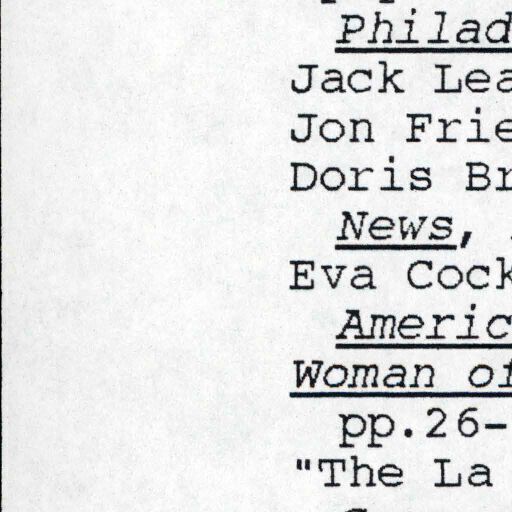 Philad
Jack Lea
Jon Frie
Doris Br
News,
Eva Cock
Americ
Woman of
pp.26-
"The La